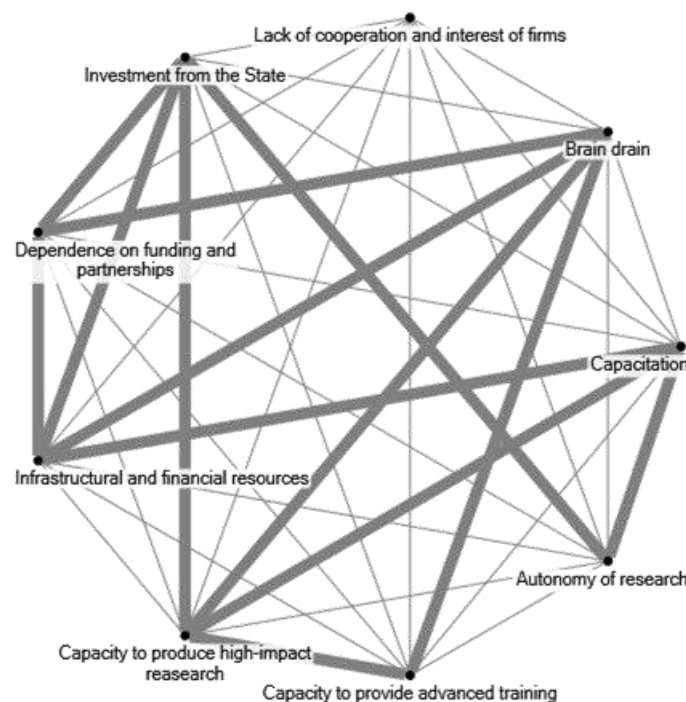 Lack of cooperation and interest of firms
Investment from the State
Brain drain
Dependence on funding and
partnerships
Capacitation
Infrastructural and financial resources
Autonomy of research
Capacity to produce high-impact
reasearch
Capacity to provide advanced training